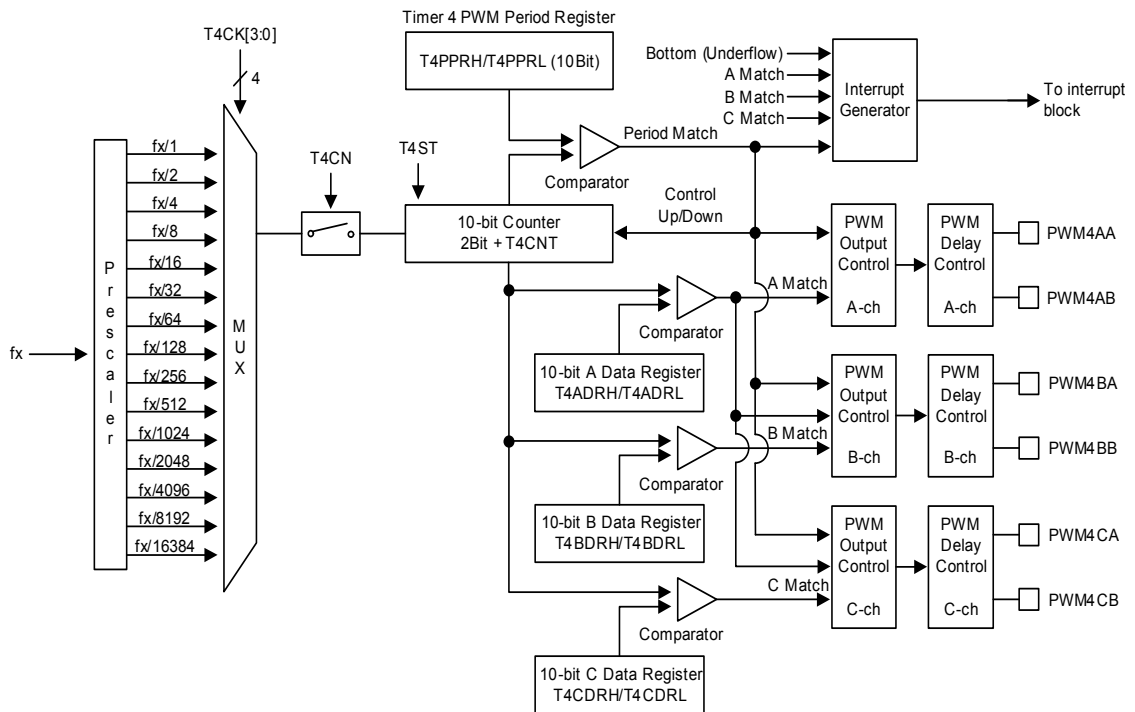 Timer 4 PWM Period Register
T4PPRH/T4PPRL (10Bit)
T4CK[3:0]
4
Bottom (Underflow)
A Match
B Match
C Match
Interrupt
Generator
To interrupt
block
Period Match
Comparator
fx
Prescaler
fx/1
fx/2
fx/4
fx/8
fx/16
fx/32
fx/64
fx/128
fx/256
fx/512
fx/1024
fx/2048
fx/4096
fx/8192
fx/16384
MUX
T4CN
T4ST
10-bit Counter
2Bit + T4CNT
Control
Up/Down
A Match
Comparator
10-bit A Data Register
T4ADRH/T4ADRL
PWM
Output
Control
A-ch
PWM
Delay
Control
A-ch
PWM4AA
PWM4AB
B Match
Comparator
10-bit B Data Register
T4BDRH/T4BDRL
PWM
Output
Control
B-ch
PWM
Delay
Control
B-ch
PWM4BA
PWM4BB
C Match
Comparator
10-bit C Data Register
T4CDRH/T4CDRL
PWM
Output
Control
C-ch
PWM
Delay
Control
C-ch
PWM4CA
PWM4CB